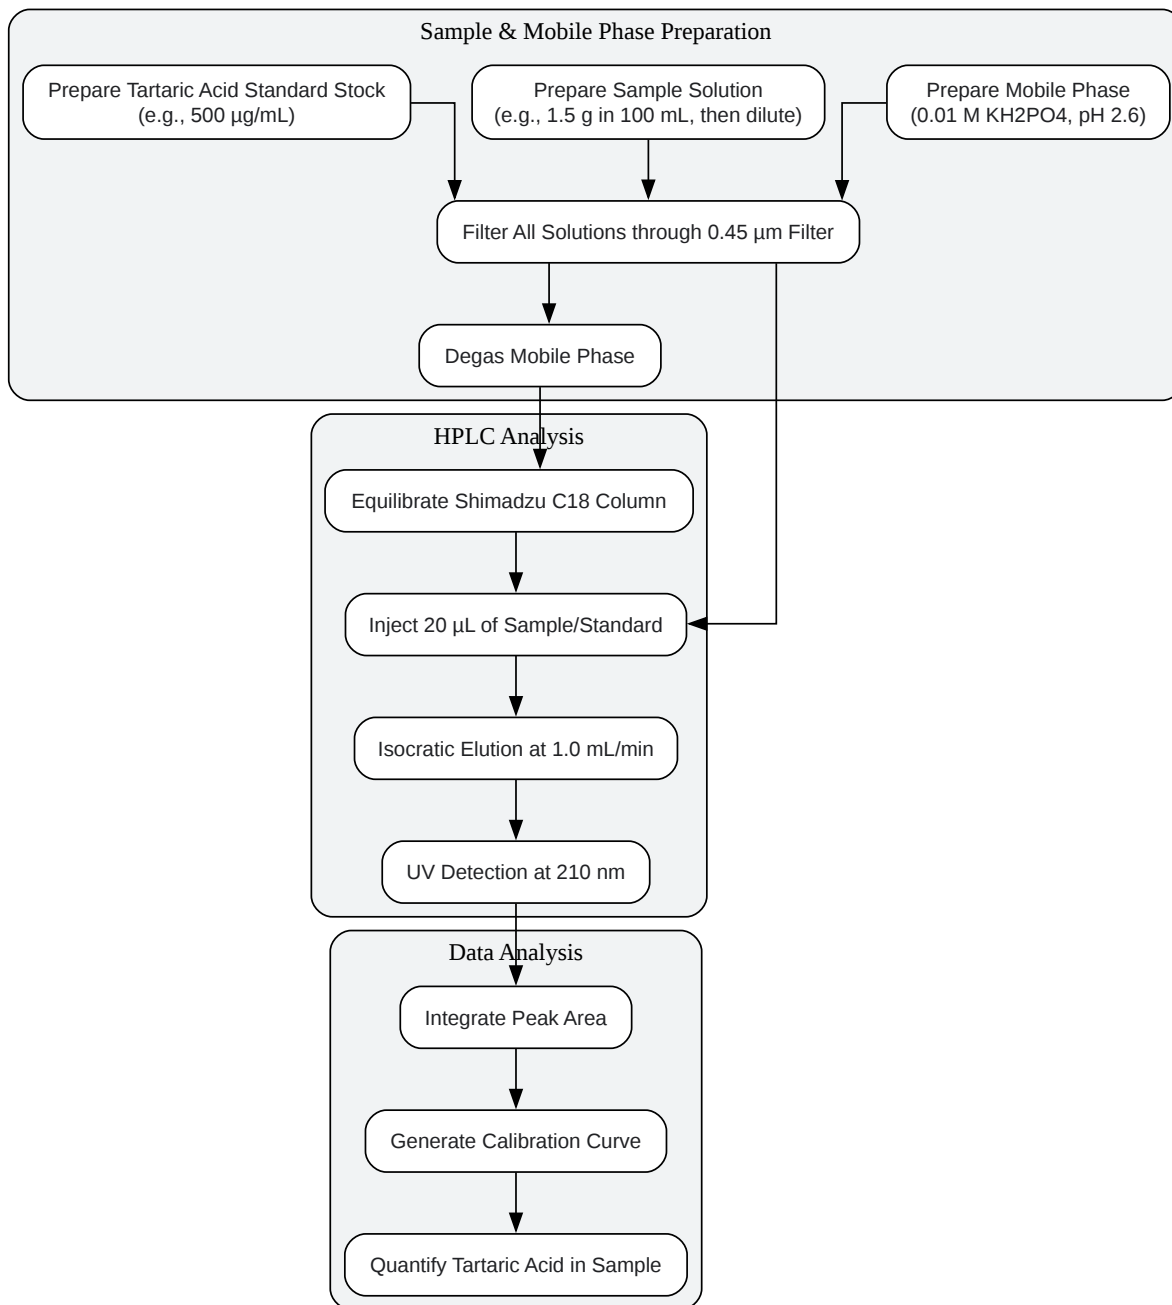 Sample & Mobile Phase Preparation
Prepare Tartaric Acid Standard Stock
(e.g., 500 µg/mL)
Prepare Sample Solution
(e.g., 1.5 g in 100 mL, then dilute)
Prepare Mobile Phase
(0.01 M KH2PO4, pH 2.6)
Filter All Solutions through 0.45 µm Filter
Degas Mobile Phase
HPLC Analysis
Equilibrate Shimadzu C18 Column
Inject 20 µL of Sample/Standard
Isocratic Elution at 1.0 mL/min
UV Detection at 210 nm
Data Analysis
Integrate Peak Area
Generate Calibration Curve
Quantify Tartaric Acid in Sample